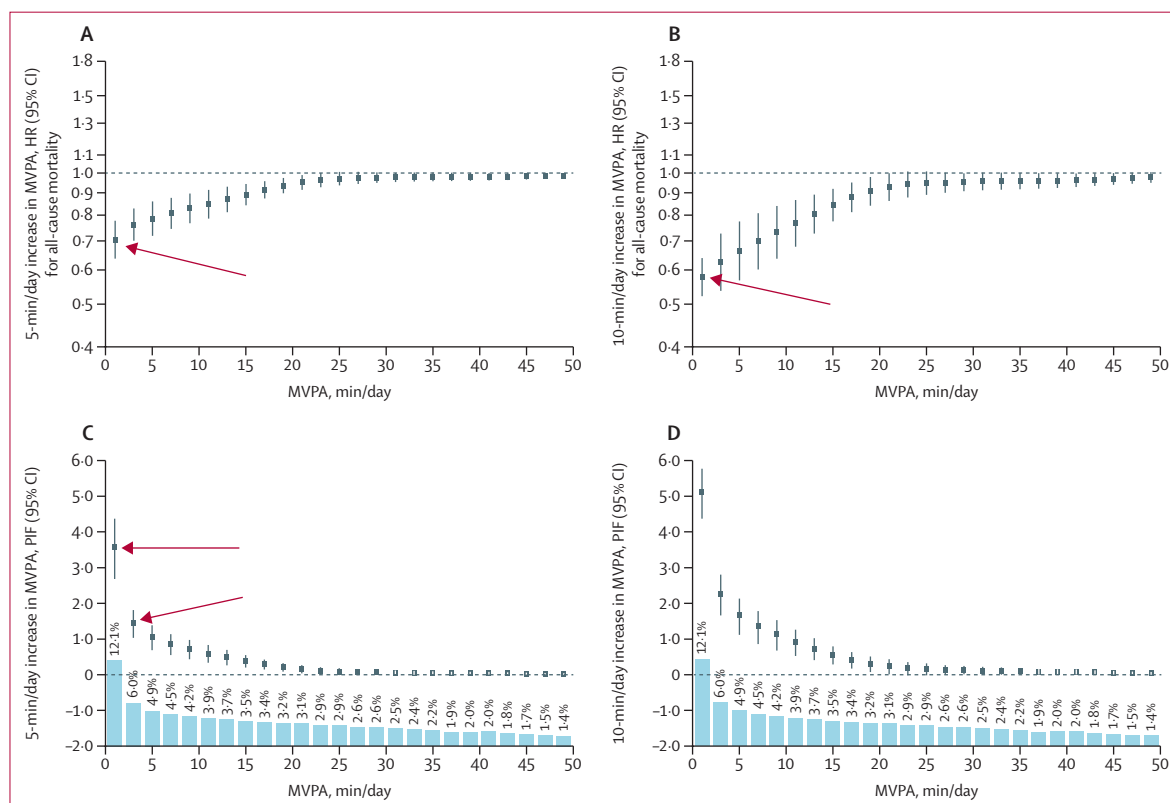 A
5-min/day increase in MVPA, HR (95% CI)
for all-cause mortality
1·8
1·5
1·3
1·1
1·0
0·9
0·8
0·7
0·6
0·5
0·4
0 5 10 15 20 25 30 35 40 45 50
MVPA, min/day
B
10-min/day increase in MVPA, HR (95% CI)
for all-cause mortality
1·8
1·5
1·3
1·1
1·0
0·9
0·8
0·7
0·6
0·5
0·4
0 5 10 15 20 25 30 35 40 45 50
MVPA, min/day
C
5-min/day increase in MVPA, PIF (95% CI)
6·0
5·0
4·0
3·0
2·0
1·0
0
–1·0
–2·0
12·1% 6·0% 4·9% 4·5% 4·2% 3·9% 3·7% 3·5% 3·4% 3·2% 3·1% 2·9% 2·9% 2·6% 2·6% 2·5% 2·4% 2·2% 1·9% 2·0% 2·0% 1·8% 1·7% 1·5% 1·4%
0 5 10 15 20 25 30 35 40 45 50
MVPA, min/day
D
10-min/day increase in MVPA, PIF (95% CI)
6·0
5·0
4·0
3·0
2·0
1·0
0
–1·0
–2·0
12·1% 6·0% 4·9% 4·5% 4·2% 3·9% 3·7% 3·5% 3·4% 3·2% 3·1% 2·9% 2·9% 2·6% 2·6% 2·5% 2·4% 2·2% 1·9% 2·0% 2·0% 1·8% 1·7% 1·5% 1·4%
0 5 10 15 20 25 30 35 40 45 50
MVPA, min/day